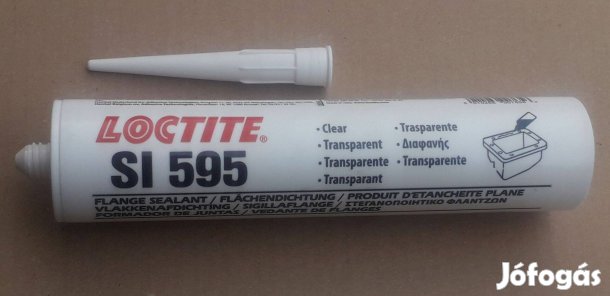 LOCTITE®
SI 595
· Clear
· Transparent
· Transparente
· Transparant
· Trasparente
· Διαφανής
· Transparente
FLANGE SEALANT / FLÄCHENDICHTUNG / PRODUIT D'ETANCHEITE PLANE
VLAKKENAFDICHTING / SIGILLAFLANGE / ΣΤΕΓΑΝΟΠΟΙΗΤΙΚΟ ΦΛΑΝΤΖΩΝ
FORMADOR DE JUNTAS / VEDANTE DE FLANGES
Jófogás